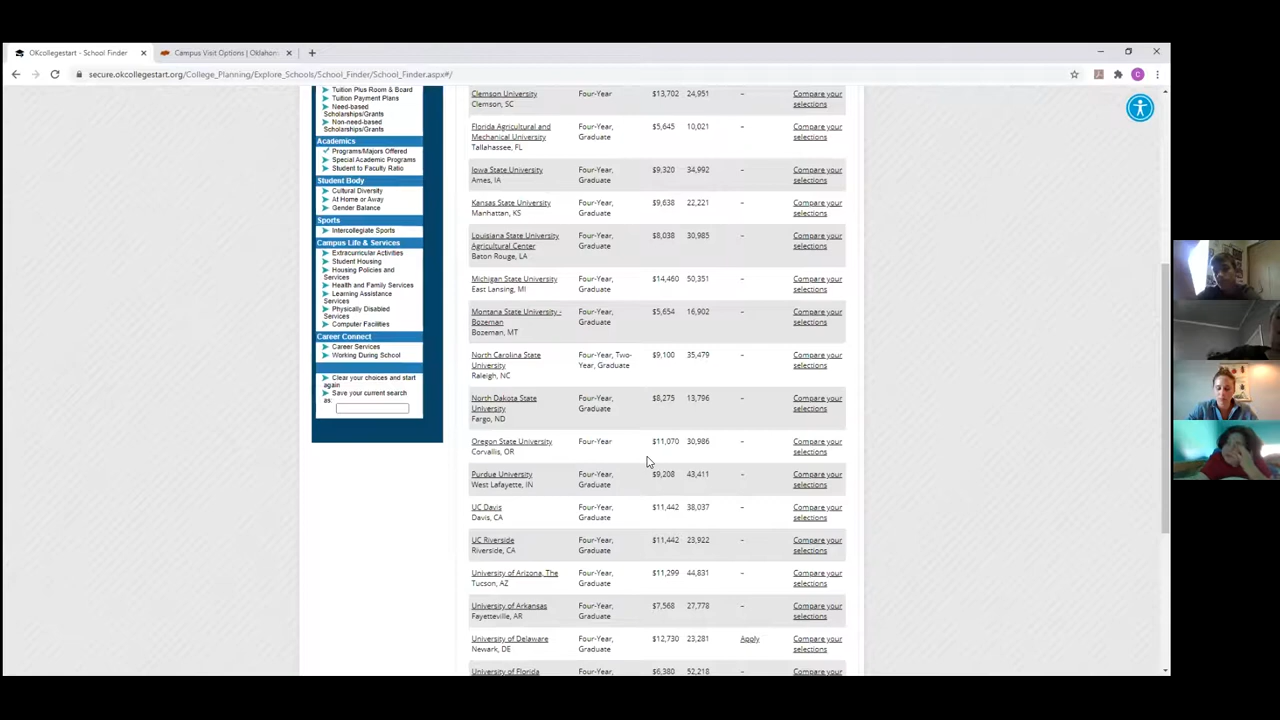 OKcollegestart - School Finder
Campus Visit Options | Oklahom
secure.okcollegestart.org/College_Planning/Explore_Schools/School_Finder/School_Finder.aspx#/
C
Tuition Plus Room & Board
Tuition Payment Plans
Need-based
Scholarships/Grants
Non-need-based
Scholarships/Grants
Academics
Programs/Majors Offered
Special Academic Programs
Student to Faculty Ratio
Student Body
Cultural Diversity
At Home or Away
Gender Balance
Sports
Intercollegiate Sports
Campus Life & Services
Extracurricular Activities
Student Housing
Housing Policies and
Services
Health and Family Services
Learning Assistance
Services
Physically Disabled
Services
Computer Facilities
Career Connect
Career Services
Working During School
Clear your choices and start
again
Save your current search
as:
Clemson University Four-Year $13,702 24,951 – Compare your
Clemson, SC selections
Florida Agricultural and Four-Year, $5,645 10,021 – Compare your
Mechanical University Graduate selections
Tallahassee, FL
Iowa State University Four-Year, $9,320 34,992 – Compare your
Ames, IA Graduate selections
Kansas State University Four-Year, $9,638 22,221 – Compare your
Manhattan, KS Graduate selections
Louisiana State University Four-Year, $8,038 30,985 – Compare your
Agricultural Center Graduate selections
Baton Rouge, LA
Michigan State University Four-Year, $14,460 50,351 – Compare your
East Lansing, MI Graduate selections
Montana State University - Four-Year, $5,654 16,902 – Compare your
Bozeman Graduate selections
Bozeman, MT
North Carolina State Four-Year, Two- $9,100 35,479 – Compare your
University Year, Graduate selections
Raleigh, NC
North Dakota State Four-Year, $8,275 13,796 – Compare your
University Graduate selections
Fargo, ND
Oregon State University Four-Year $11,070 30,986 – Compare your
Corvallis, OR selections
Purdue University Four-Year, $9,208 43,411 – Compare your
West Lafayette, IN Graduate selections
UC Davis Four-Year, $11,442 38,037 – Compare your
Davis, CA Graduate selections
UC Riverside Four-Year, $11,442 23,922 – Compare your
Riverside, CA Graduate selections
University of Arizona, The Four-Year, $11,299 44,831 – Compare your
Tucson, AZ Graduate selections
University of Arkansas Four-Year, $7,568 27,778 – Compare your
Fayetteville, AR Graduate selections
University of Delaware Four-Year, $12,730 23,281 Apply Compare your
Newark, DE Graduate selections
University of Florida Four-Year, $6,380 52,218 – Compare your